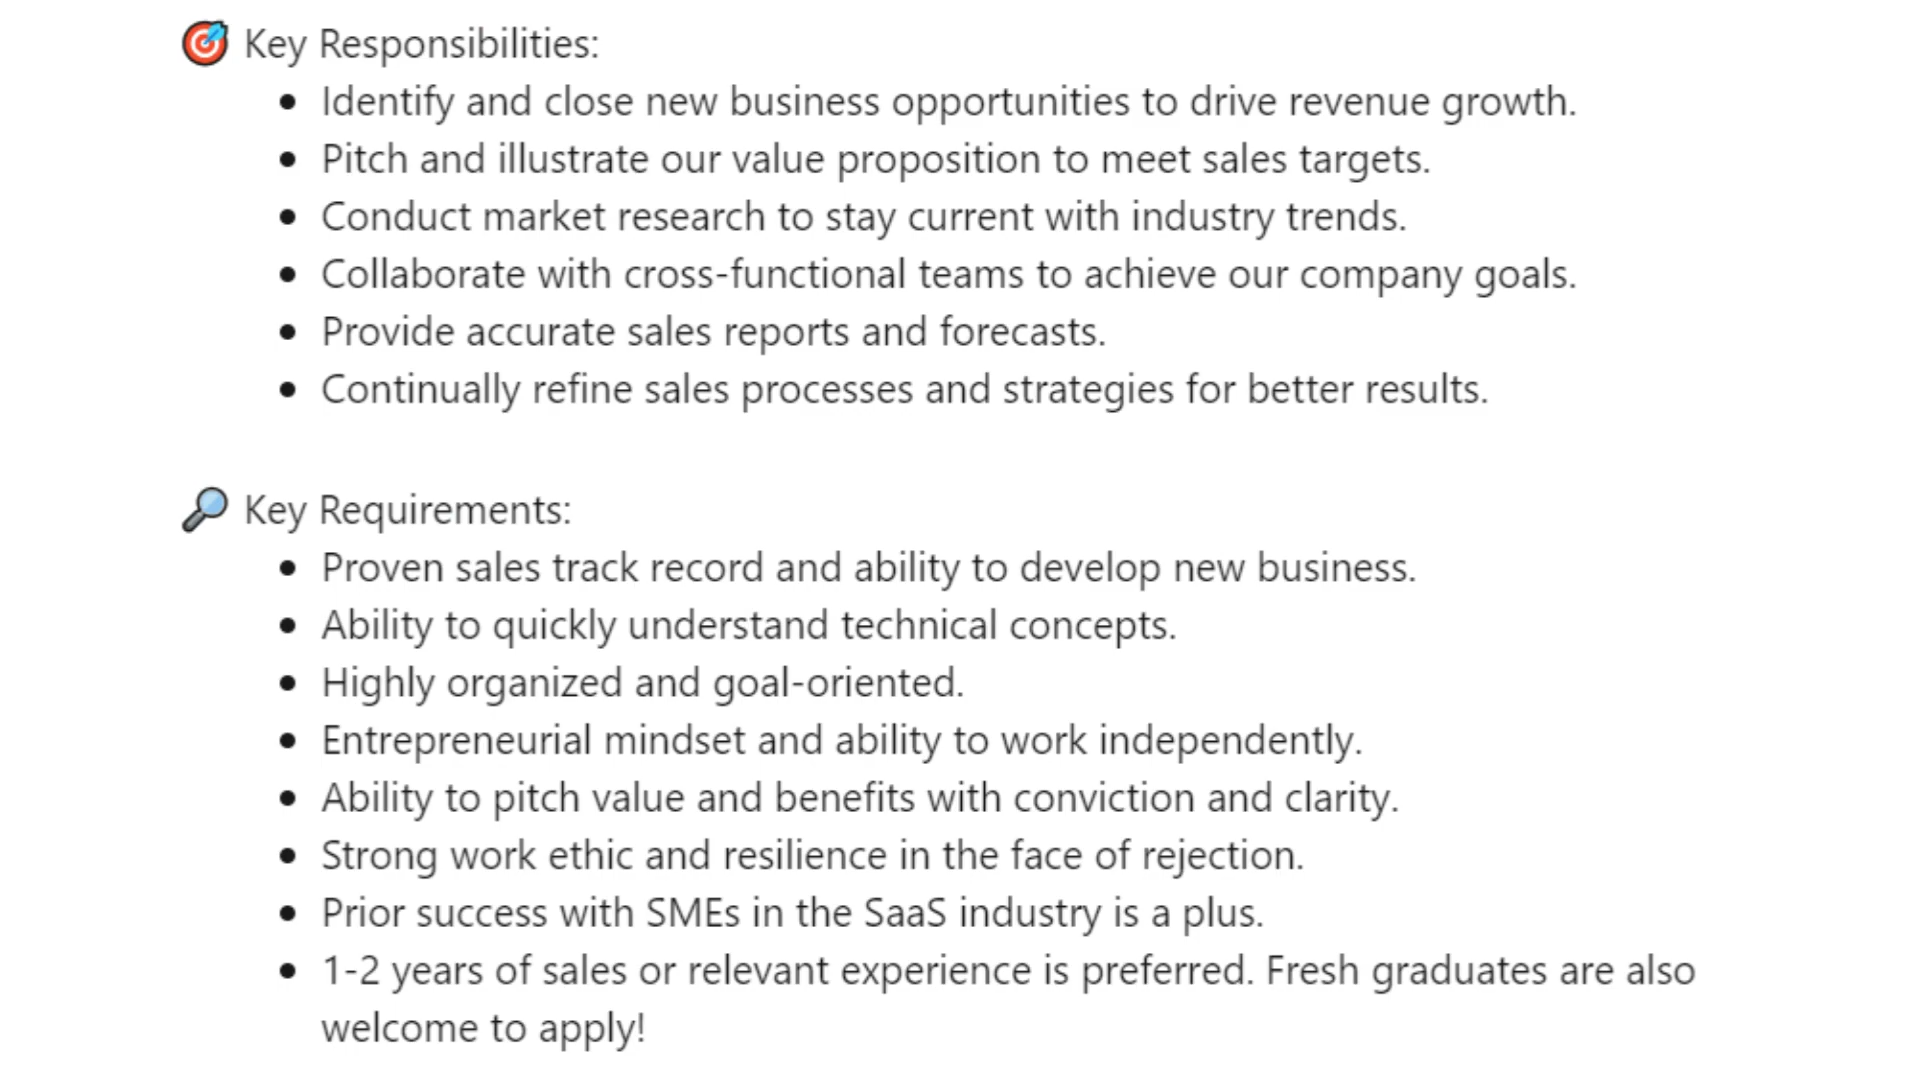 🎯 Key Responsibilities:
• Identify and close new business opportunities to drive revenue growth.
• Pitch and illustrate our value proposition to meet sales targets.
• Conduct market research to stay current with industry trends.
• Collaborate with cross-functional teams to achieve our company goals.
• Provide accurate sales reports and forecasts.
• Continually refine sales processes and strategies for better results.
🔎 Key Requirements:
• Proven sales track record and ability to develop new business.
• Ability to quickly understand technical concepts.
• Highly organized and goal-oriented.
• Entrepreneurial mindset and ability to work independently.
• Ability to pitch value and benefits with conviction and clarity.
• Strong work ethic and resilience in the face of rejection.
• Prior success with SMEs in the SaaS industry is a plus.
• 1-2 years of sales or relevant experience is preferred. Fresh graduates are also
welcome to apply!